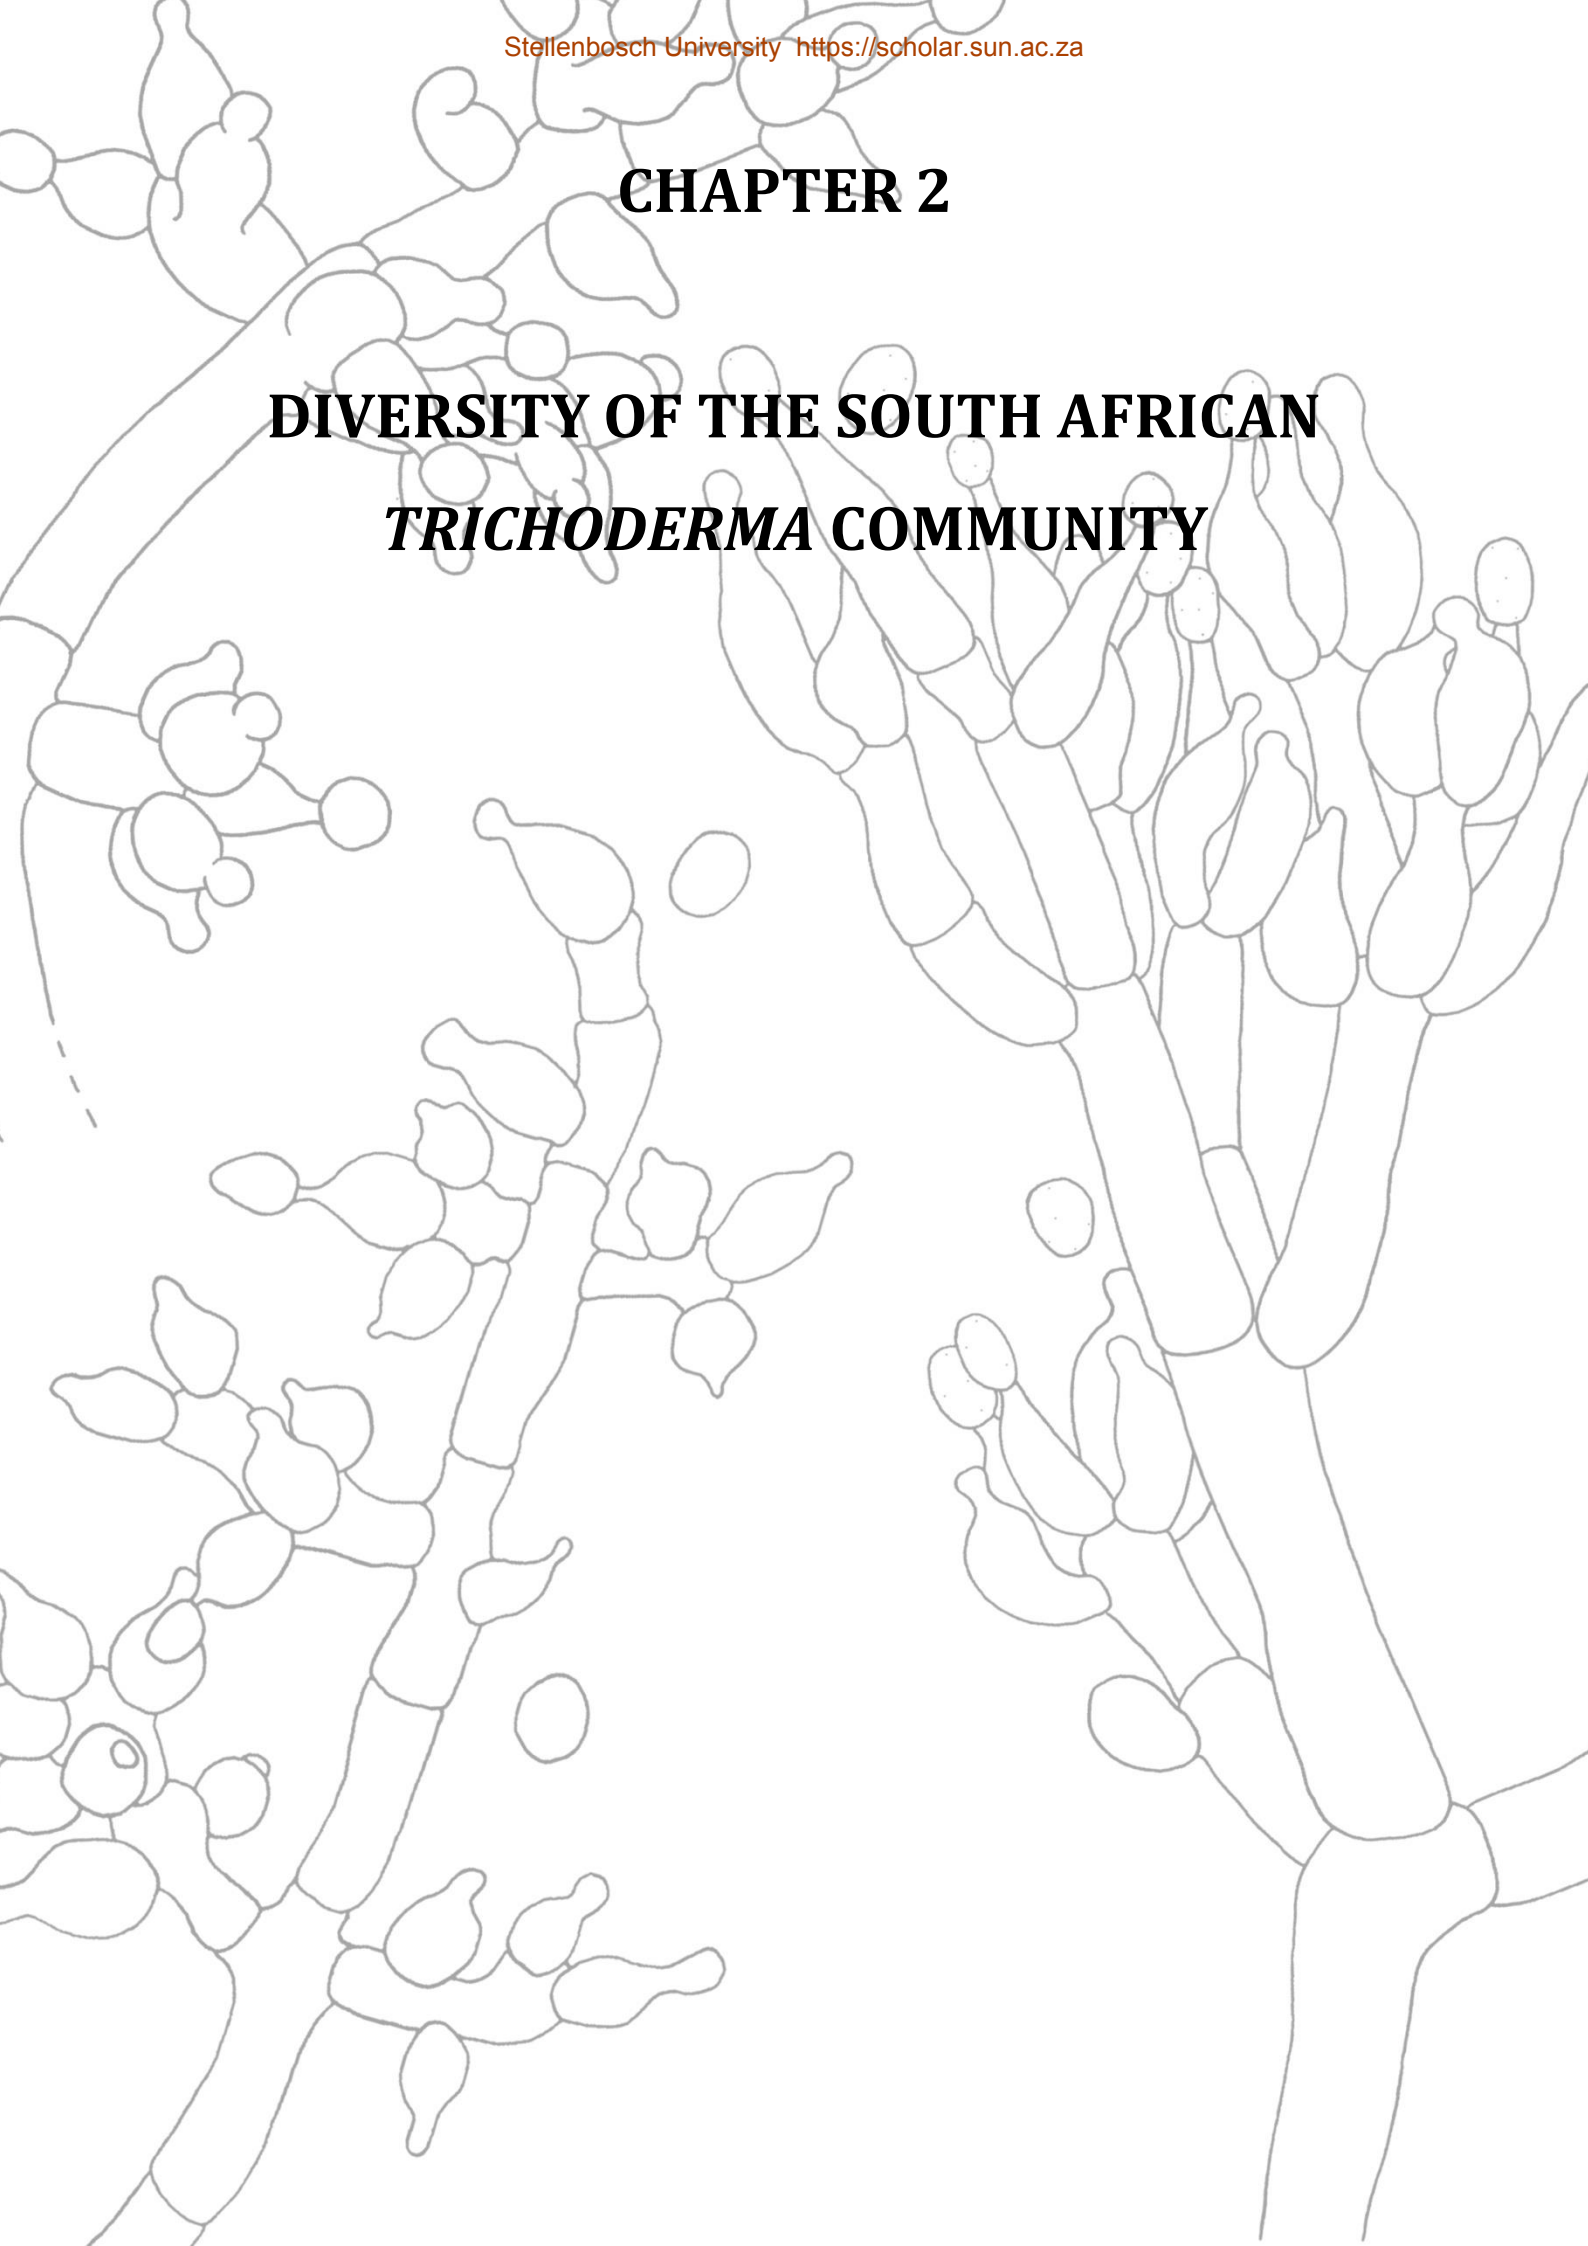 Stellenbosch University https://scholar.sun.ac.za
CHAPTER 2
DIVERSITY OF THE SOUTH AFRICAN
TRICHODERMA COMMUNITY